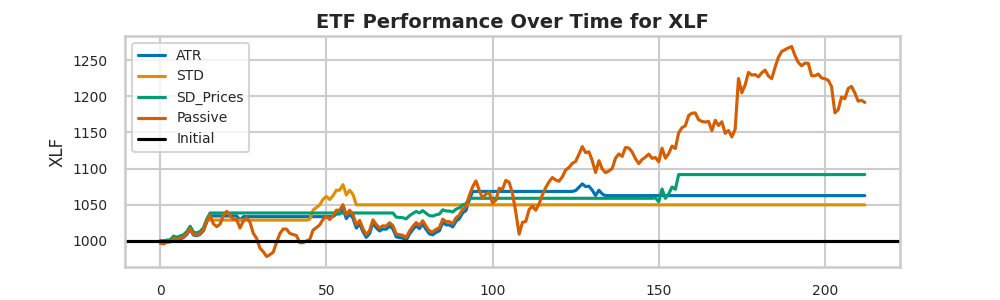 ETF Performance Over Time for XLF
XLF
1250
1200
1150
1100
1050
1000
ATR
STD
SD_Prices
Passive
Initial
0 50 100 150 200